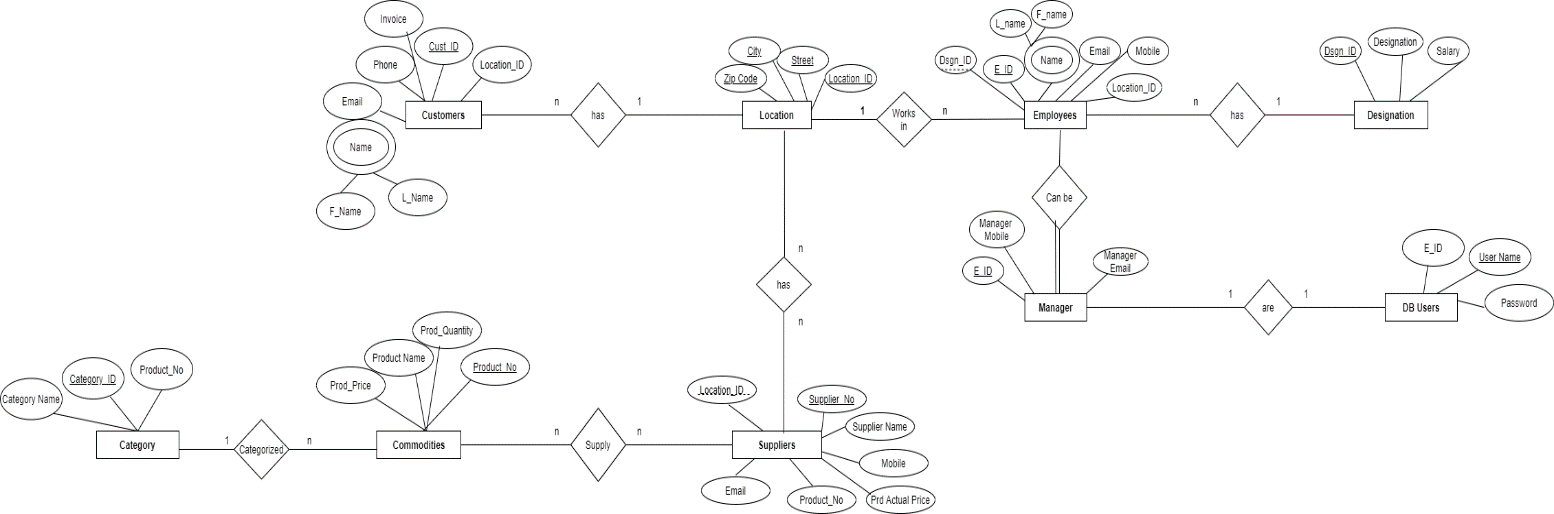 Invoice
Cust_ID
Phone
Location_ID
Email
Customers
Name
F_Name
L_Name
n
has
1
City
Street
Zip Code
Location_ID
Location
1
Works
in
n
L_name
F_name
Dsgn_ID
E_ID
Name
Email
Mobile
Location_ID
Employees
n
has
1
Dsgn_ID
Designation
Salary
Designation
Can be
Manager
Mobile
E_ID
Manager
Email
Manager
1
are
1
E_ID
User Name
Password
DB Users
n
has
n
Category Name
Category_ID
Product_No
Category
1
Categorized
n
Prod_Price
Product Name
Prod_Quantity
Product_No
Commodities
n
Supply
n
Location_ID
Supplier_No
Supplier Name
Mobile
Prd Actual Price
Product_No
Email
Suppliers